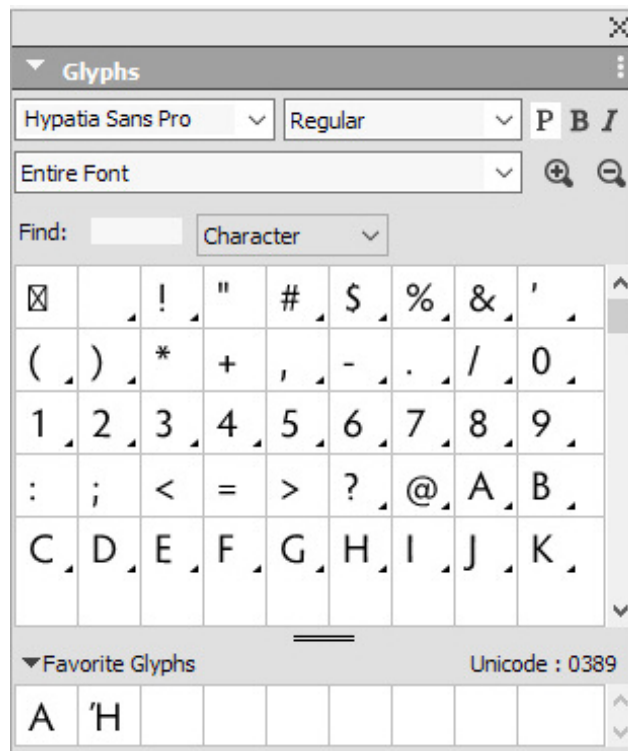 Glyphs
Hypatia Sans Pro Regular P B I
Entire Font
Find: Character
! " # $ % & '
( ) * + , - . / 0
1 2 3 4 5 6 7 8 9
: ; < = > ? @ A B
C D E F G H I J K
Favorite Glyphs Unicode : 0389
A Ή